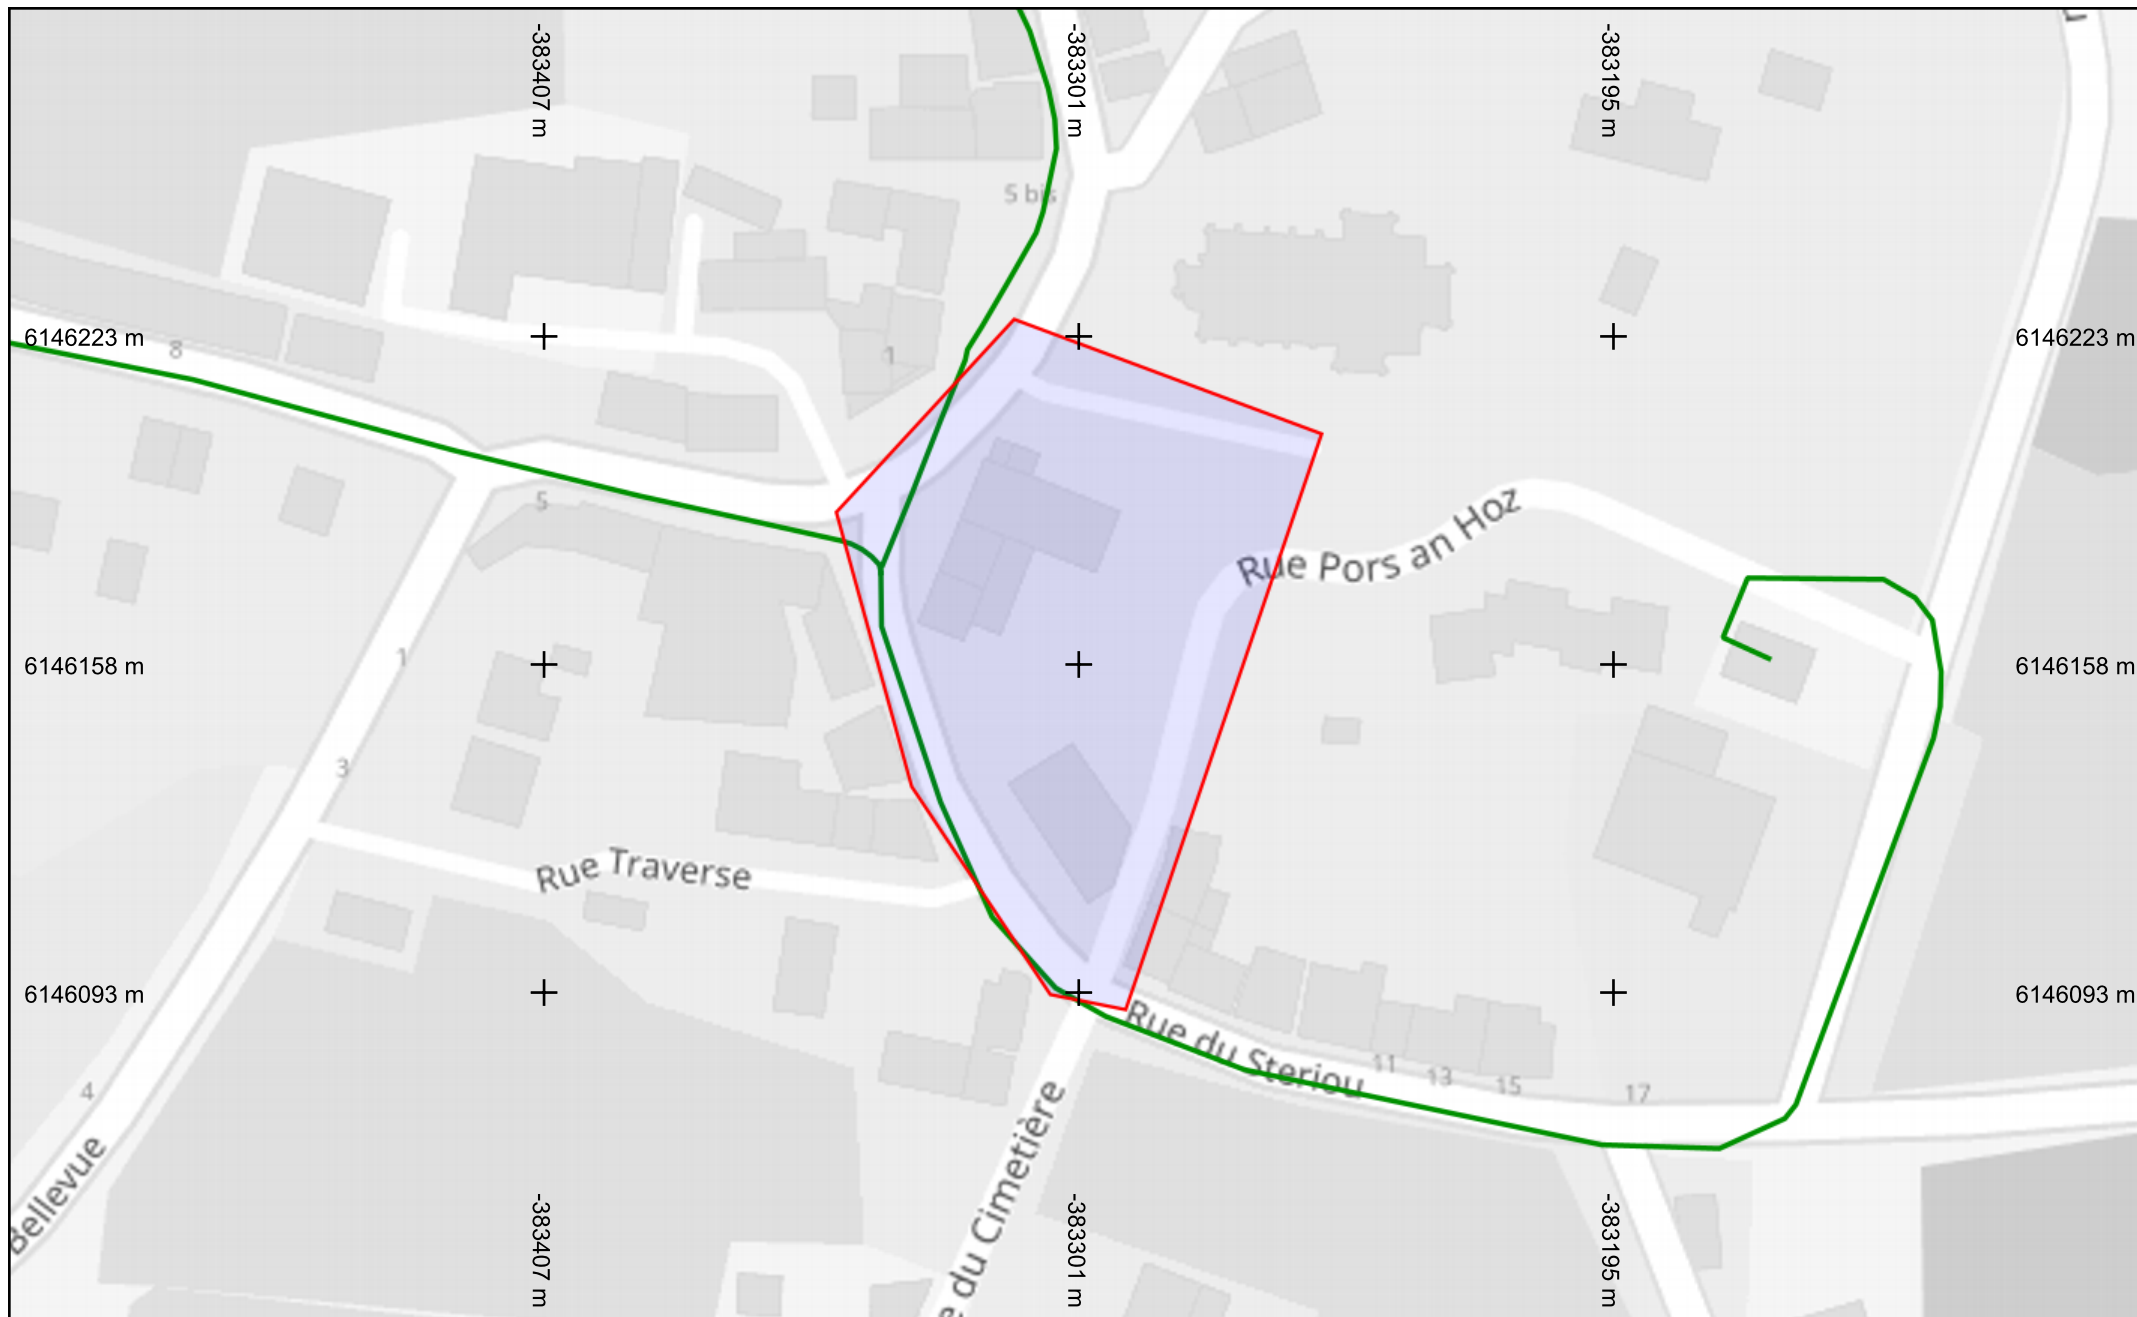 -383407 m
-383301 m
-383195 m
5 bis
6146223 m
6146223 m
8
1
5
Rue Pors an Hoz
1
6146158 m
6146158 m
3
Rue Traverse
6146093 m
6146093 m
Rue du Steriou
11
13
15
17
4
Bellevue
e du Cimetière
-383407 m
-383301 m
-383195 m